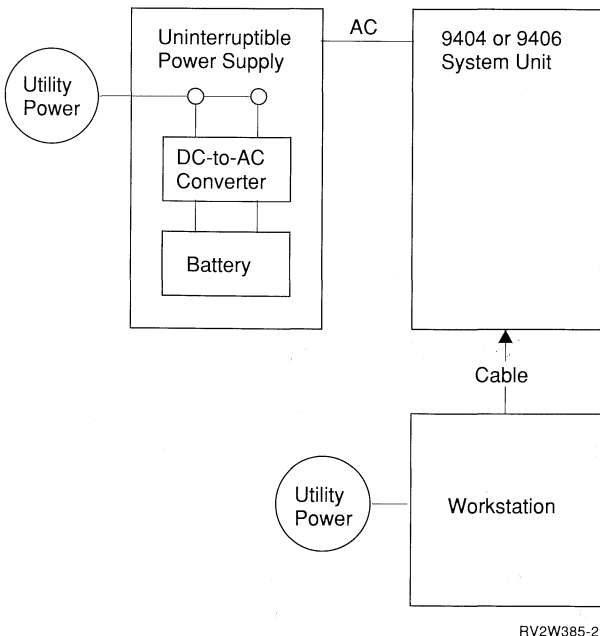 Uninterruptible
Power Supply
AC
9404 or 9406
System Unit
Utility
Power
DC-to-AC
Converter
Battery
Cable
Utility
Power
Workstation
RV2W385-2